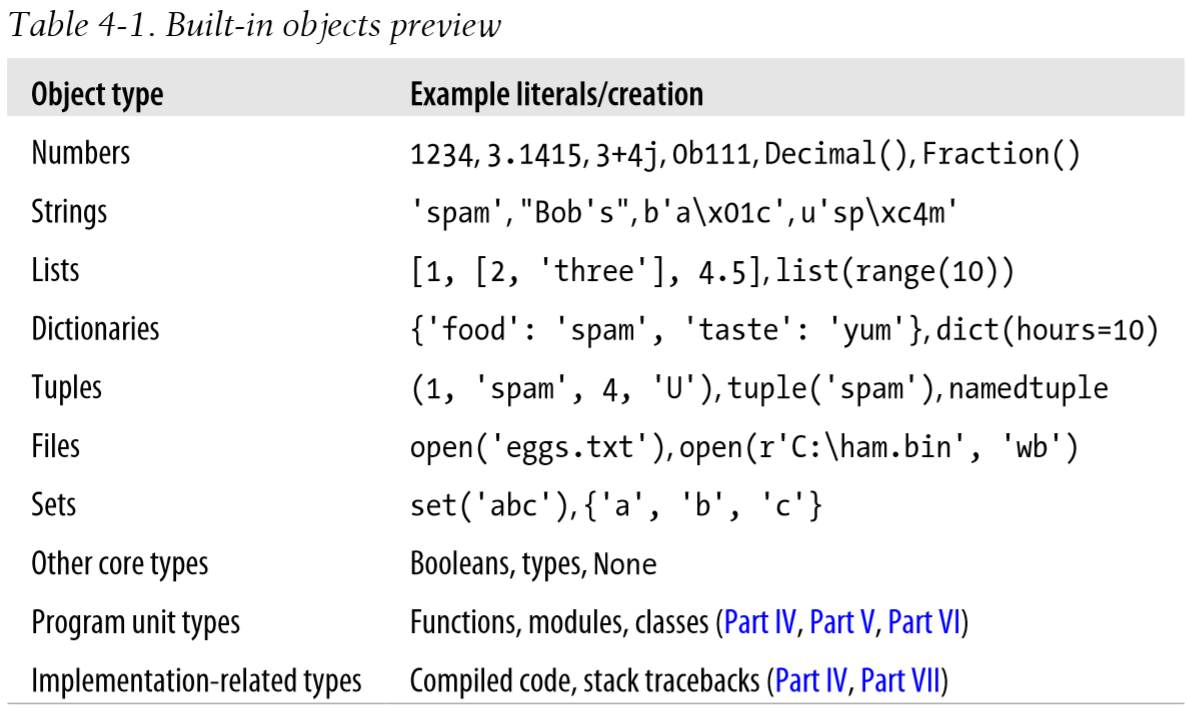 Table 4-1. Built-in objects preview
Object type Example literals/creation
Numbers 1234, 3.1415, 3+4j, 0b111, Decimal(), Fraction()
Strings 'spam', "Bob's", b'a\x01c', u'sp\xc4m'
Lists [1, [2, 'three'], 4.5], list(range(10))
Dictionaries {'food': 'spam', 'taste': 'yum'}, dict(hours=10)
Tuples (1, 'spam', 4, 'U'), tuple('spam'), namedtuple
Files open('eggs.txt'), open(r'C:\ham.bin', 'wb')
Sets set('abc'), {'a', 'b', 'c'}
Other core types Booleans, types, None
Program unit types Functions, modules, classes (Part IV, Part V, Part VI)
Implementation-related types Compiled code, stack tracebacks (Part IV, Part VII)